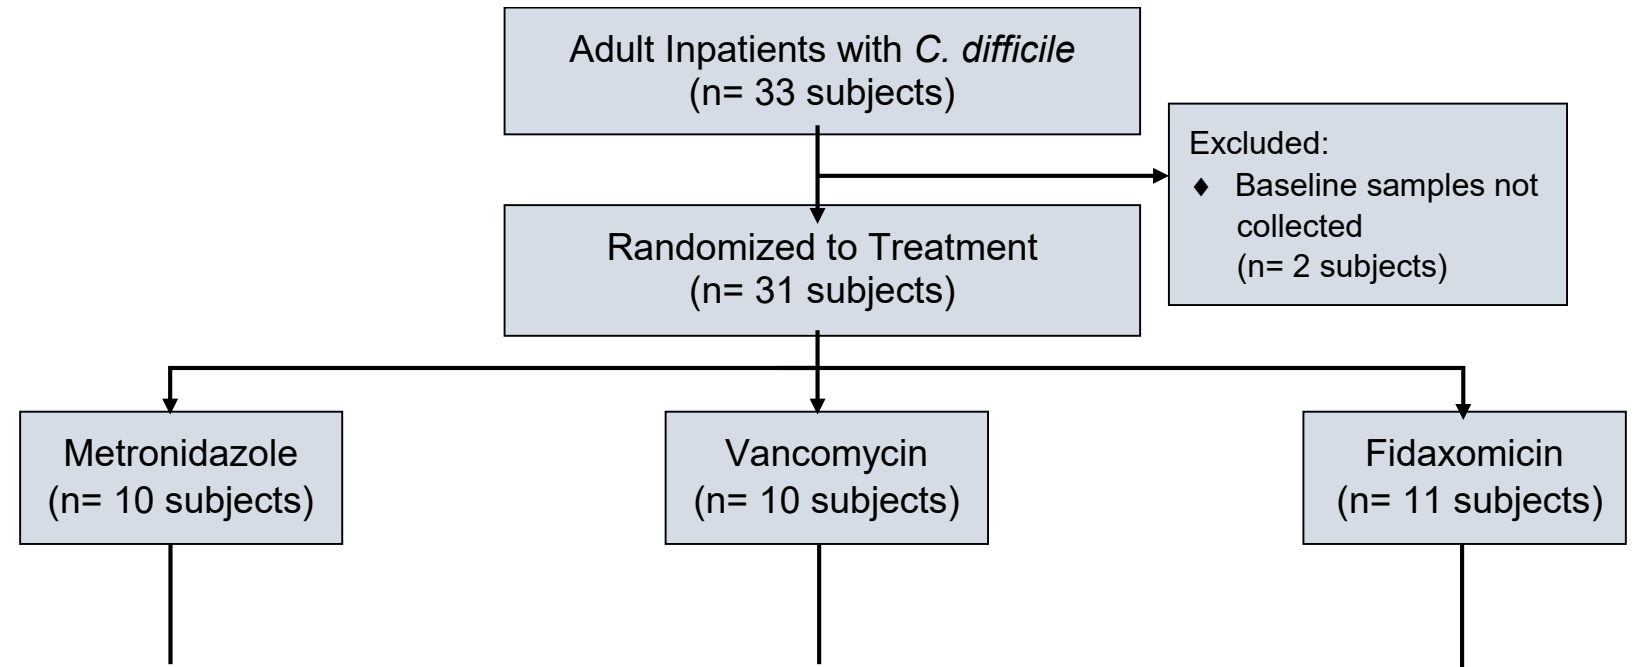 Adult Inpatients with C. difficile
(n= 33 subjects)
Excluded:
♦ Baseline samples not
collected
(n= 2 subjects)
Randomized to Treatment
(n= 31 subjects)
Metronidazole
(n= 10 subjects)
Vancomycin
(n= 10 subjects)
Fidaxomicin
(n= 11 subjects)